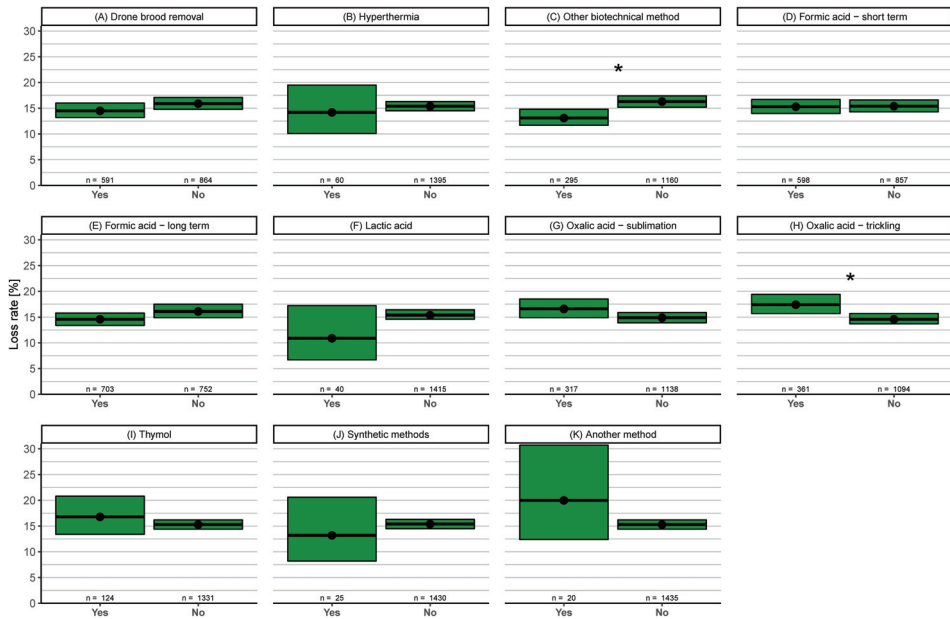 (A) Drone brood removal
(B) Hyperthermia
(C) Other biotechnical method
(D) Formic acid − short term
30
25
20
15
10
5
0
*
n = 591
n = 864
n = 60
n = 1395
n = 295
n = 1160
n = 598
n = 857
Yes
No
Yes
No
Yes
No
Yes
No
Loss rate [%]
(E) Formic acid − long term
(F) Lactic acid
(G) Oxalic acid − sublimation
(H) Oxalic acid − trickling
30
25
20
15
10
5
0
*
n = 703
n = 752
n = 40
n = 1415
n = 317
n = 1138
n = 361
n = 1094
Yes
No
Yes
No
Yes
No
Yes
No
(I) Thymol
(J) Synthetic methods
(K) Another method
30
25
20
15
10
5
0
n = 124
n = 1331
n = 25
n = 1430
n = 20
n = 1435
Yes
No
Yes
No
Yes
No